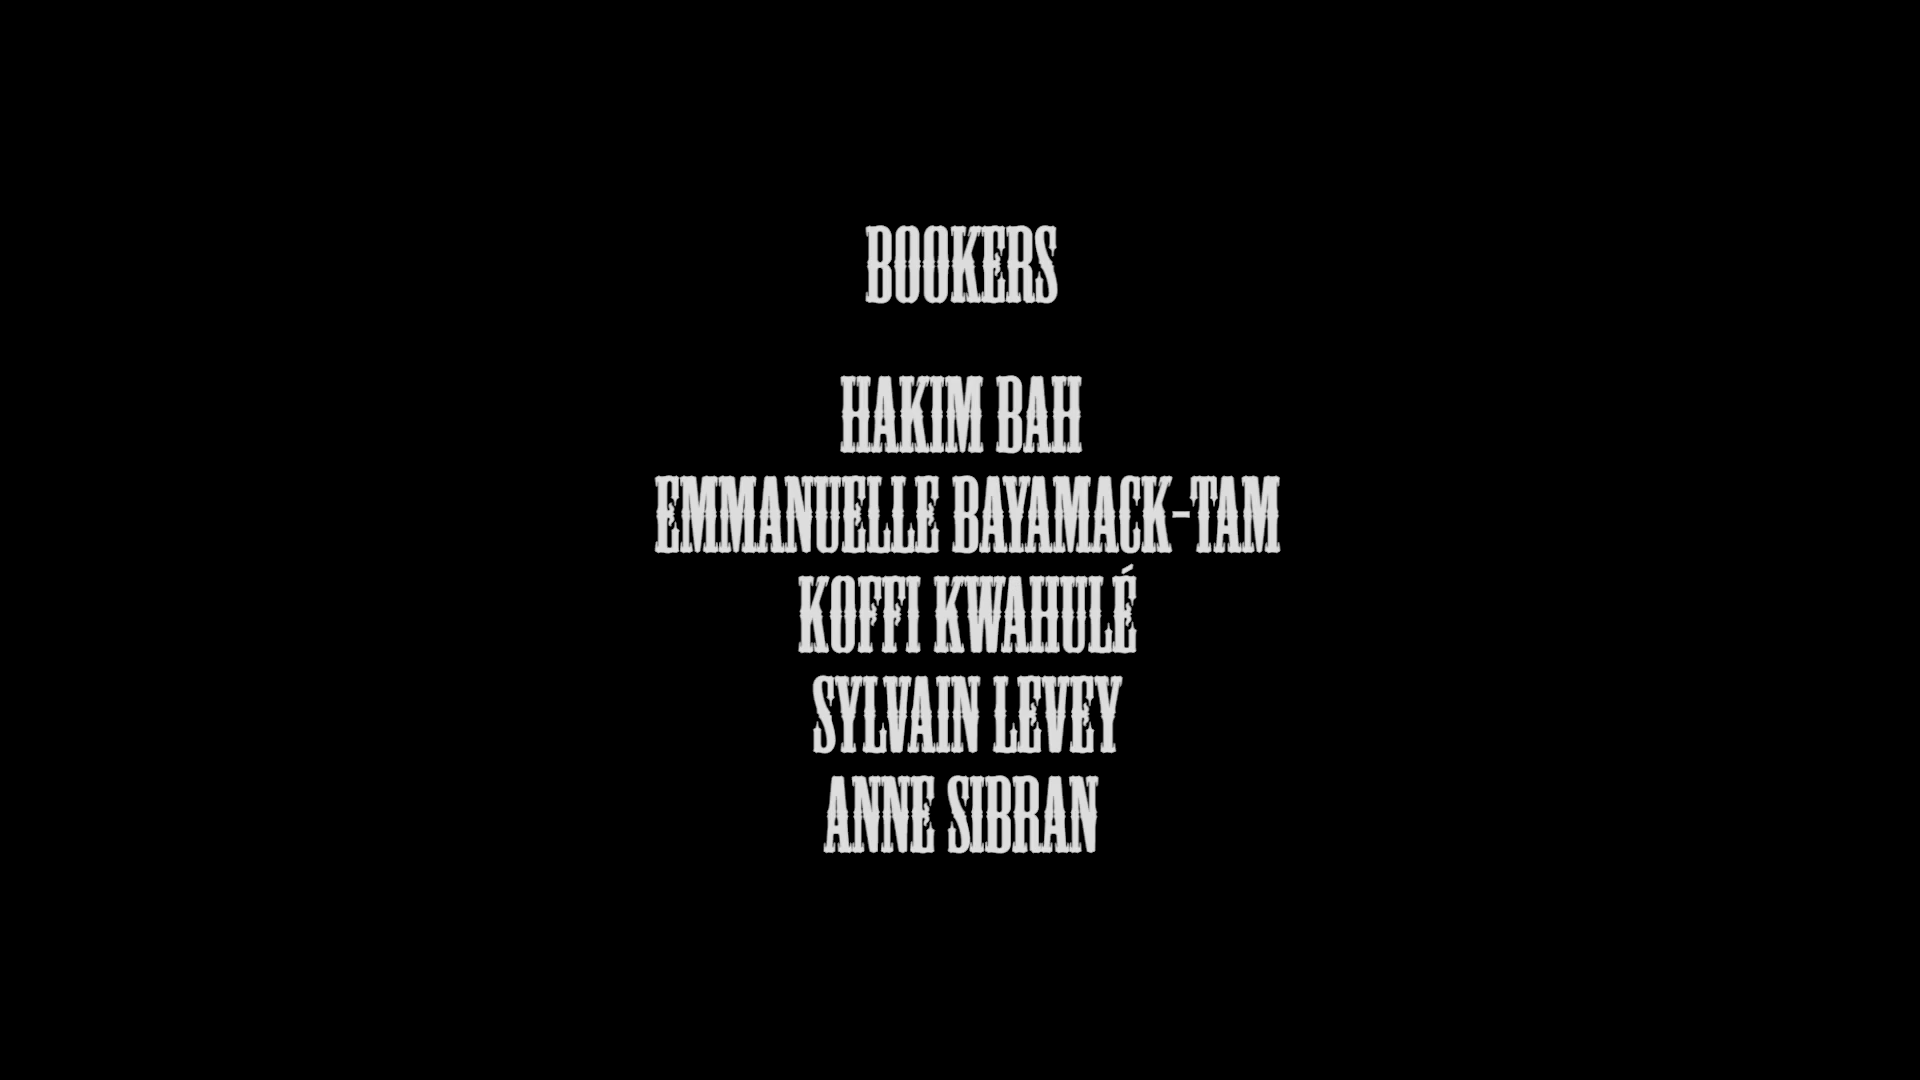 BOOKERS
HAKIM BAH
EMMANUELLE BAYAMACK-TAM
KOFFI KWAHULÉ
SYLVAIN LEVEY
ANNE SIBRAN